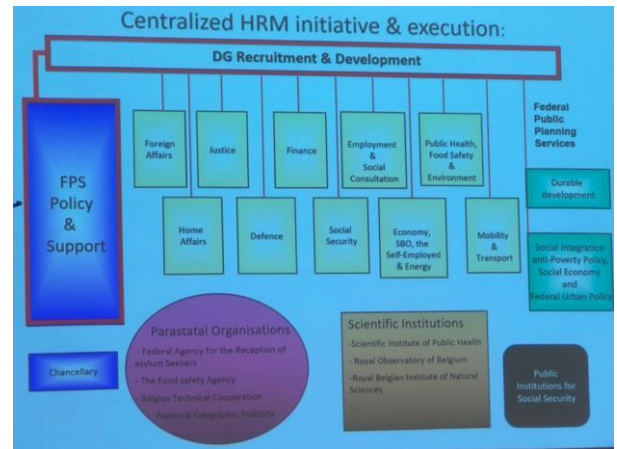 Centralized HRM initiative & execution:
DG Recruitment & Development
FPS
Policy
&
Support
Foreign
Affairs
Justice
Finance
Employment
&
Social
Consultation
Public Health,
Food Safety
&
Environment
Federal
Public
Planning
Services
Durable
development
Home
Affairs
Defence
Social
Security
Economy,
SBO, the
Self-Employed
& Energy
Mobility
&
Transport
Social Integration
anti-Poverty Policy,
Social Economy
and
Federal Urban Policy
Chancellary
Parastatal Organisations
- Federal Agency for the Reception of
asylum Seekers
- The Food safety Agency
- Belgian Technical Cooperation
- National Geographic Institute
Scientific Institutions
-Scientific Institute of Public Health
- Royal Observatory of Belgium
-Royal Belgian Institute of Natural
Sciences
-...
Public
Institutions for
Social Security